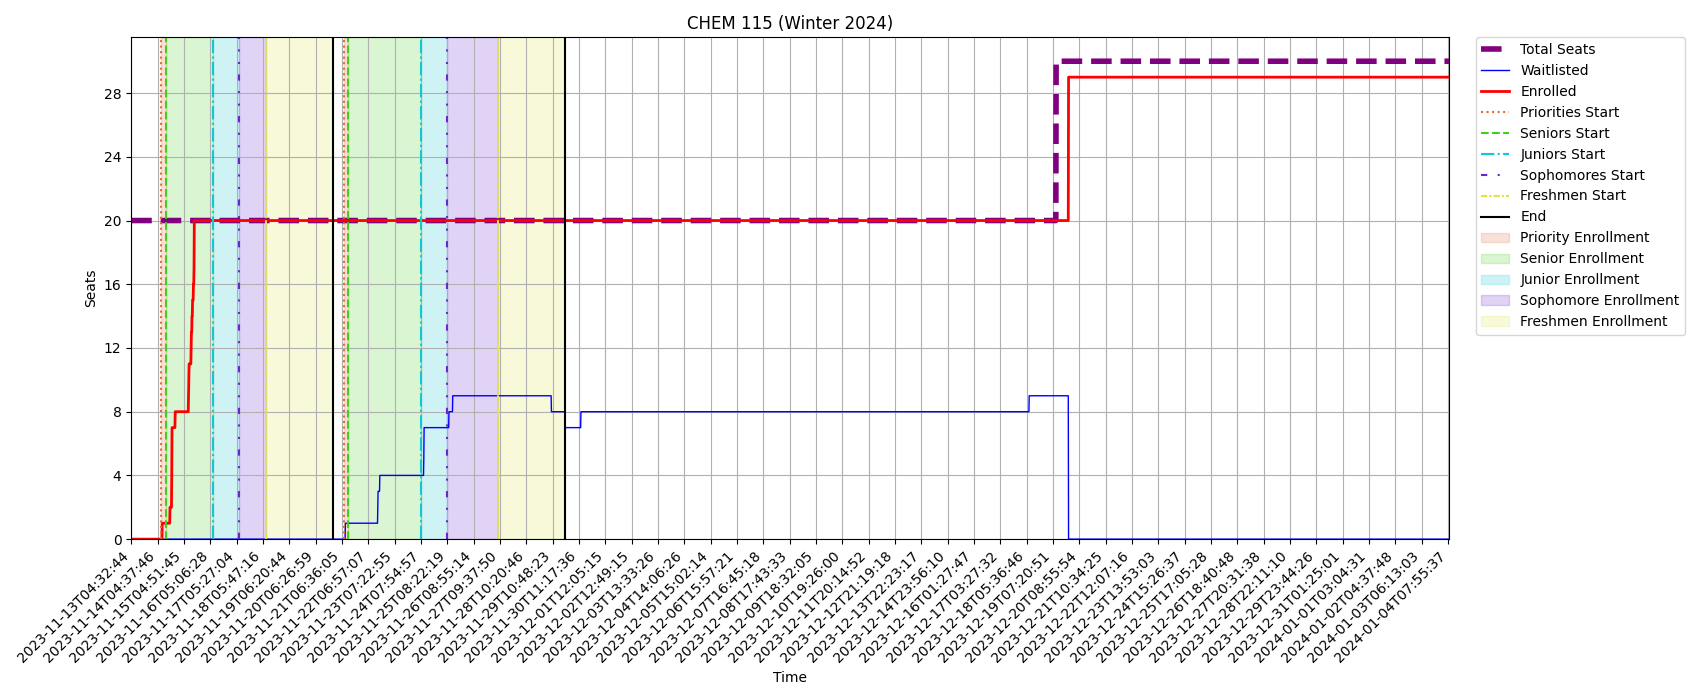 CHEM 115 (Winter 2024)
Seats
28
24
20
16
12
8
4
0
2023-11-13T04:32:44
2023-11-14T04:37:46
2023-11-15T04:51:45
2023-11-16T05:06:28
2023-11-17T05:27:04
2023-11-18T05:47:16
2023-11-19T06:20:44
2023-11-20T06:26:59
2023-11-21T06:36:05
2023-11-22T06:57:07
2023-11-23T07:22:55
2023-11-24T07:54:57
2023-11-25T08:22:19
2023-11-26T08:55:14
2023-11-27T09:37:50
2023-11-28T10:20:46
2023-11-29T10:48:23
2023-11-30T11:17:36
2023-12-01T12:05:15
2023-12-02T12:49:15
2023-12-03T13:33:26
2023-12-04T14:06:26
2023-12-05T15:02:14
2023-12-06T15:57:21
2023-12-07T16:45:18
2023-12-08T17:43:33
2023-12-09T18:32:05
2023-12-10T19:26:00
2023-12-11T20:14:52
2023-12-12T21:19:18
2023-12-13T22:23:17
2023-12-14T23:56:10
2023-12-16T01:27:47
2023-12-17T03:27:32
2023-12-18T05:36:46
2023-12-19T07:20:51
2023-12-20T08:55:54
2023-12-21T10:34:25
2023-12-22T12:07:16
2023-12-23T13:53:03
2023-12-24T15:26:37
2023-12-25T17:05:28
2023-12-26T18:40:48
2023-12-27T20:31:38
2023-12-28T22:11:10
2023-12-29T23:44:26
2023-12-31T01:25:01
2024-01-01T03:04:31
2024-01-02T04:37:48
2024-01-03T06:13:03
2024-01-04T07:55:37
Time
Total Seats
Waitlisted
Enrolled
Priorities Start
Seniors Start
Juniors Start
Sophomores Start
Freshmen Start
End
Priority Enrollment
Senior Enrollment
Junior Enrollment
Sophomore Enrollment
Freshmen Enrollment